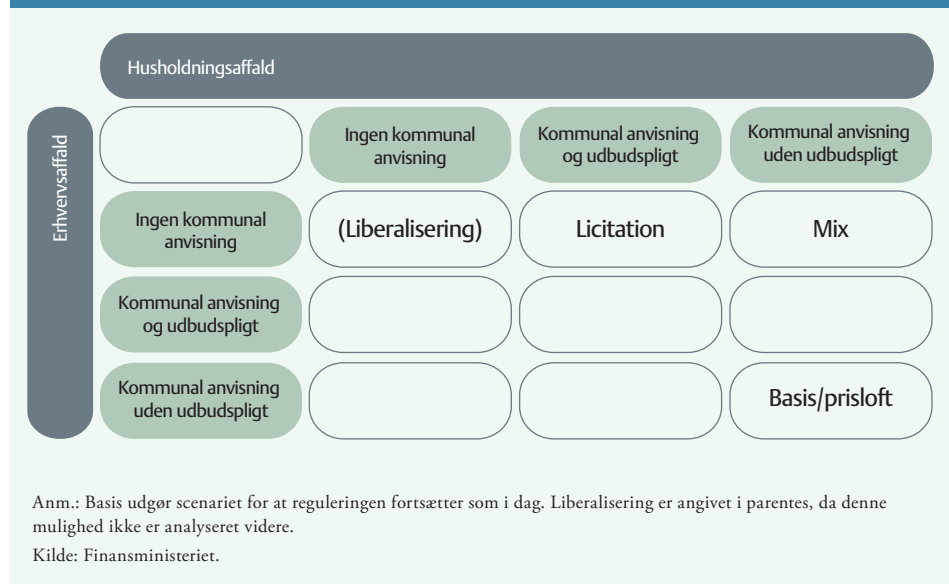 Husholdningsaffald
Erhvervsaffald
Ingen kommunal
anvisning
Kommunal anvisning
og udbudspligt
Kommunal anvisning
uden udbudspligt
Ingen kommunal
anvisning
(Liberalisering)
Licitation
Mix
Kommunal anvisning
og udbudspligt
Kommunal anvisning
uden udbudspligt
Basis/prisloft
Anm.: Basis udgør scenariet for at reguleringen fortsætter som i dag. Liberalisering er angivet i parentes, da denne
mulighed ikke er analyseret videre.
Kilde: Finansministeriet.